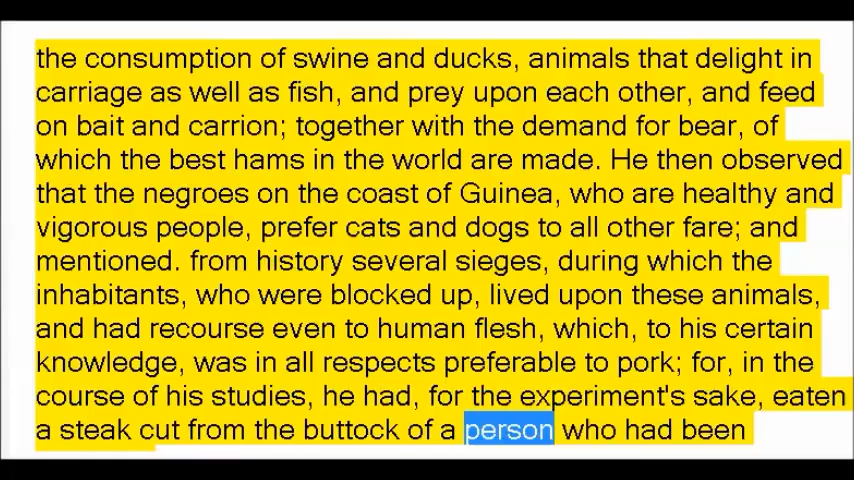 the consumption of swine and ducks, animals that delight in
carriage as well as fish, and prey upon each other, and feed
on bait and carrion; together with the demand for bear, of
which the best hams in the world are made. He then observed
that the negroes on the coast of Guinea, who are healthy and
vigorous people, prefer cats and dogs to all other fare; and
mentioned. from history several sieges, during which the
inhabitants, who were blocked up, lived upon these animals,
and had recourse even to human flesh, which, to his certain
knowledge, was in all respects preferable to pork; for, in the
course of his studies, he had, for the experiment's sake, eaten
a steak cut from the buttock of a person who had been